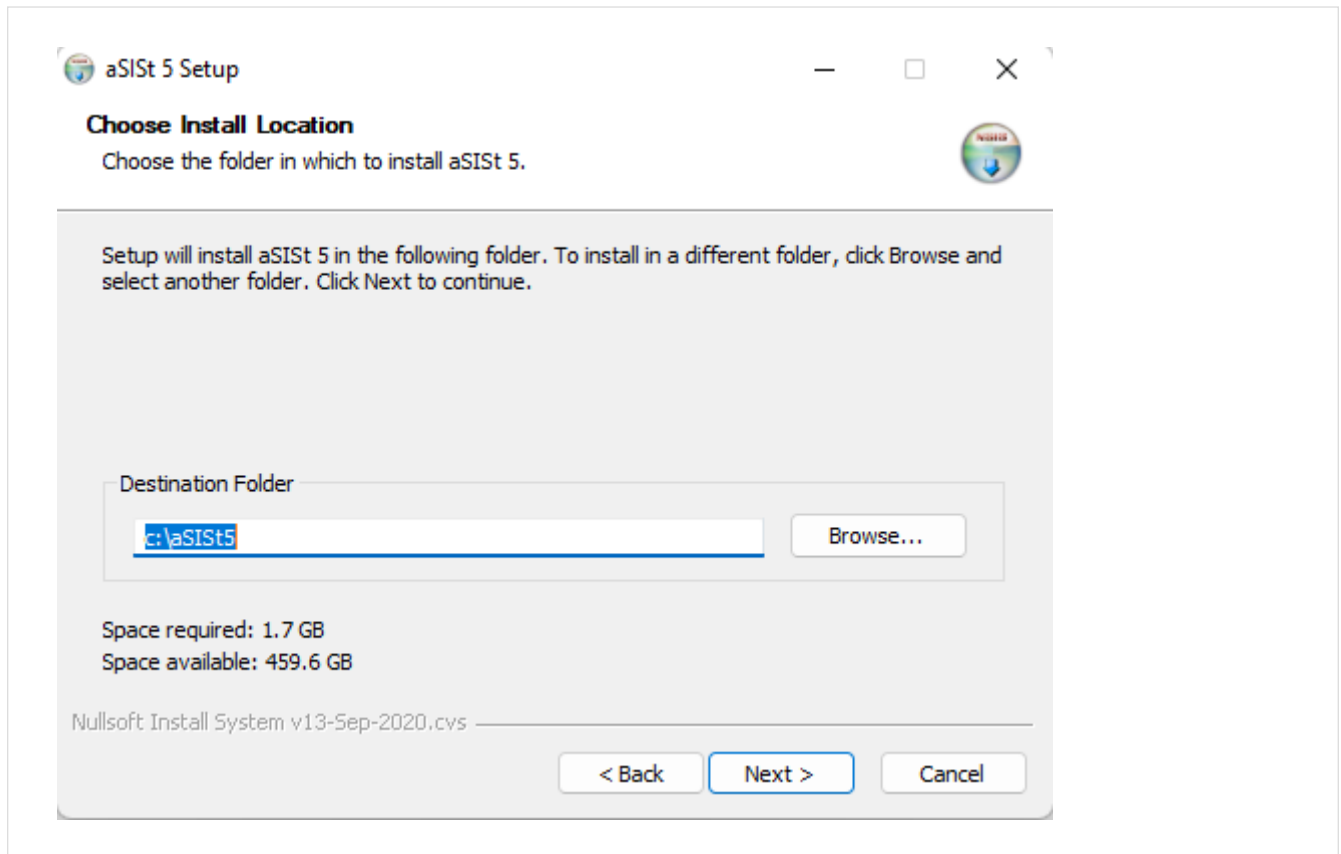 aSISt 5 Setup
Choose Install Location
Choose the folder in which to install aSISt 5.
NSIS
Setup will install aSISt 5 in the following folder. To install in a different folder, click Browse and
select another folder. Click Next to continue.
Destination Folder
c:\aSISt5
Browse...
Space required: 1.7 GB
Space available: 459.6 GB
Nullsoft Install System v13-Sep-2020.cvs
< Back
Next >
Cancel